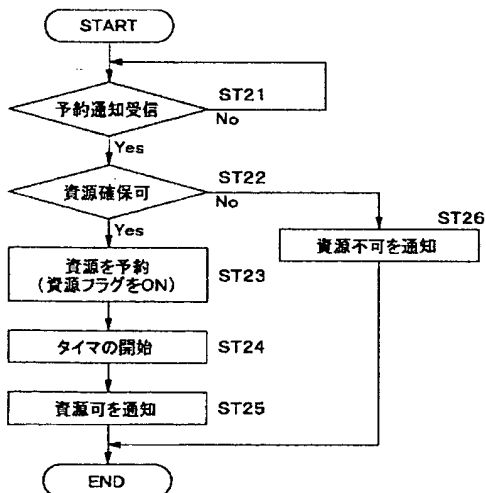 START
予約通知受信
ST21
No
Yes
資源確保可
ST22
No
Yes
ST26
資源不可を通知
資源を予約
(資源フラグをON)
ST23
タイマの開始
ST24
資源可を通知
ST25
END